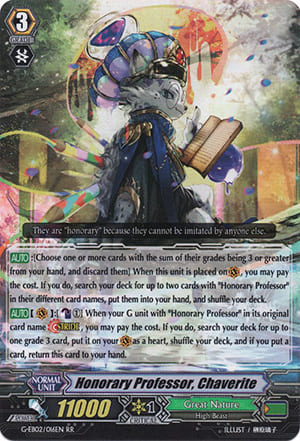 3
GRADE
They are "honorary" because they cannot be imitated by anyone else.
AUTO: [Choose one or more cards with the sum of their grades being 3 or greater
from your hand, and discard them] When this unit is placed on , you may pay
the cost. If you do, search your deck for up to two cards with "Honorary Professor"
in their different card names, put them into your hand, and shuffle your deck.
AUTO : [1] When your G unit with "Honorary Professor" in its original
card name STRIDE, you may pay the cost. If you do, search your deck for up to
one grade 3 card, put it on your as a heart, shuffle your deck, and if you put a
card, return this card to your hand.
NORMAL UNIT
Honorary Professor, Chaverite
POWER
11000
1
CRITICAL
Great Nature
High Beast
G-EB02/016EN RR
ILLUST / 榊原瑞子